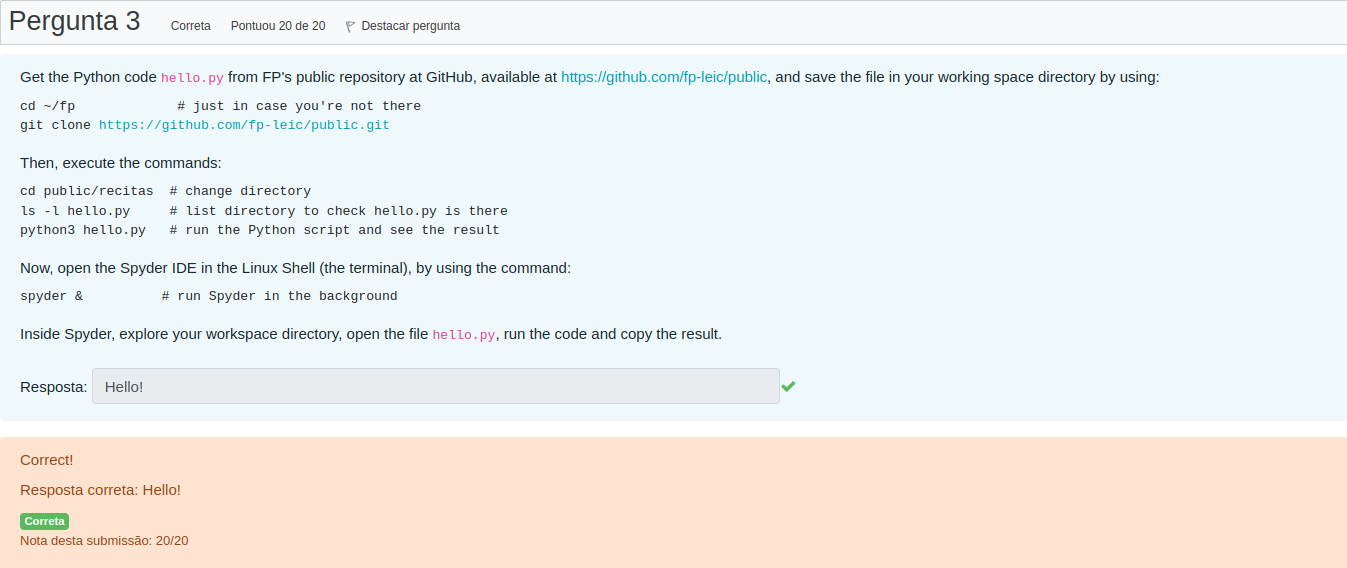 Pergunta 3 Correta Pontuou 20 de 20 Destacar pergunta
Get the Python code hello.py from FP's public repository at GitHub, available at https://github.com/fp-leic/public, and save the file in your working space directory by using:
cd ~/fp             # just in case you're not there
git clone https://github.com/fp-leic/public.git
Then, execute the commands:
cd public/recitas  # change directory
ls -l hello.py     # list directory to check hello.py is there
python3 hello.py   # run the Python script and see the result
Now, open the Spyder IDE in the Linux Shell (the terminal), by using the command:
spyder &          # run Spyder in the background
Inside Spyder, explore your workspace directory, open the file hello.py, run the code and copy the result.
Resposta: Hello!
Correct!
Resposta correta: Hello!
Correta
Nota desta submissão: 20/20